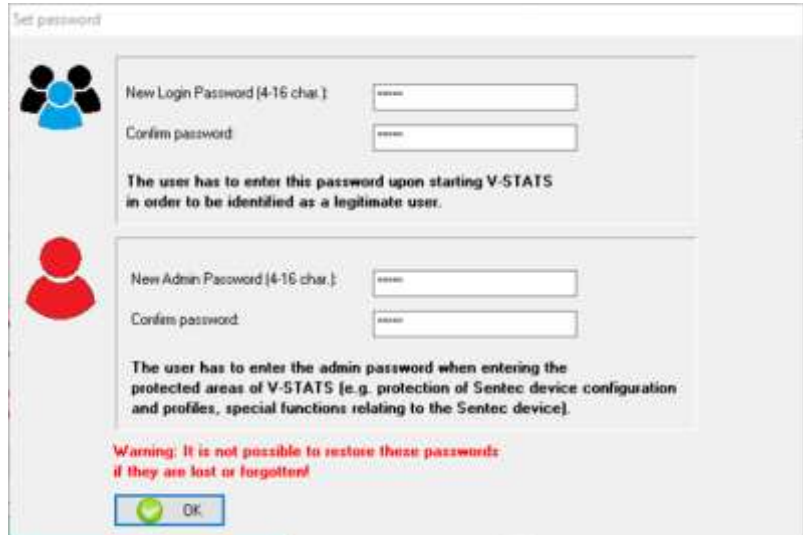 Set password
New Login Password (4-16 char.):
Confirm password:
The user has to enter this password upon starting V-STATS
in order to be identified as a legitimate user.
New Admin Password (4-16 char.):
Confirm password:
The user has to enter the admin password when entering the
protected areas of V-STATS (e.g. protection of Sentec device configuration
and profiles, special functions relating to the Sentec device).
Warning: It is not possible to restore these passwords
if they are lost or forgotten!
OK